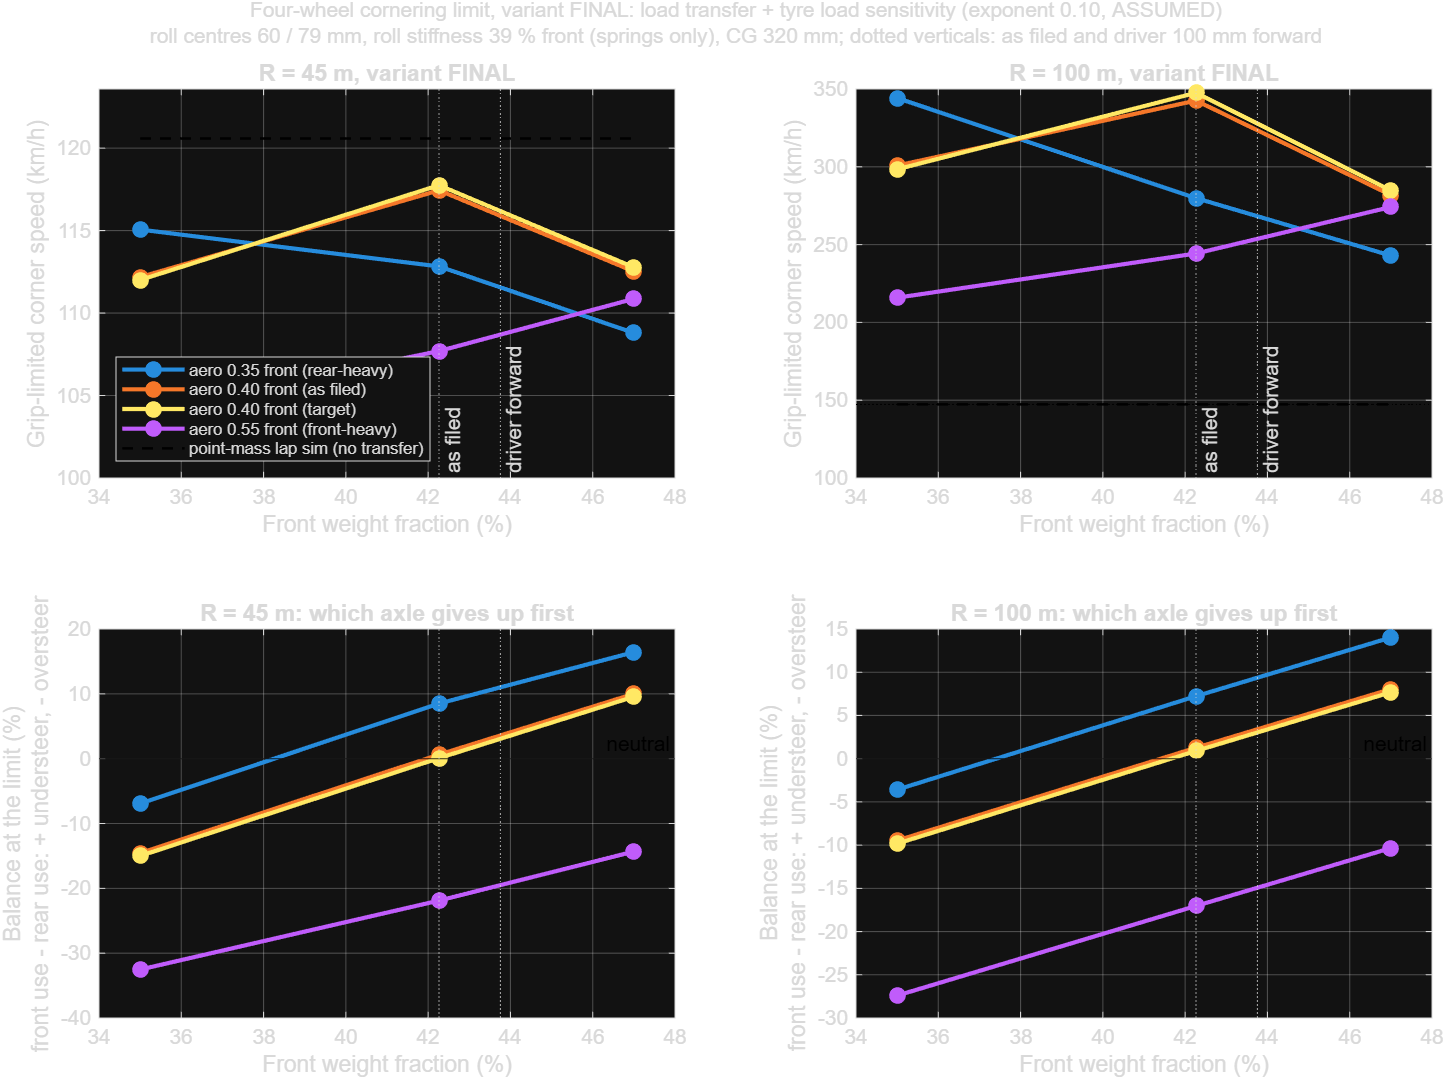 Four-wheel cornering limit, variant FINAL: load transfer + tyre load sensitivity (exponent 0.10, ASSUMED)
roll centres 60 / 79 mm, roll stiffness 39 % front (springs only), CG 320 mm; dotted verticals: as filed and driver 100 mm forward
R = 45 m, variant FINAL
Grip-limited corner speed (km/h)
120
115
110
105
100
aero 0.35 front (rear-heavy)
aero 0.40 front (as filed)
aero 0.40 front (target)
aero 0.55 front (front-heavy)
point-mass lap sim (no transfer)
as filed
driver forward
34 36 38 40 42 44 46 48
Front weight fraction (%)
R = 100 m, variant FINAL
Grip-limited corner speed (km/h)
350
300
250
200
150
100
as filed
driver forward
34 36 38 40 42 44 46 48
Front weight fraction (%)
R = 45 m: which axle gives up first
Balance at the limit (%)
front use - rear use: + understeer, - oversteer
20
10
0
-10
-20
-30
-40
neutral
34 36 38 40 42 44 46 48
Front weight fraction (%)
R = 100 m: which axle gives up first
Balance at the limit (%)
front use - rear use: + understeer, - oversteer
15
10
5
0
-5
-10
-15
-20
-25
-30
neutral
34 36 38 40 42 44 46 48
Front weight fraction (%)